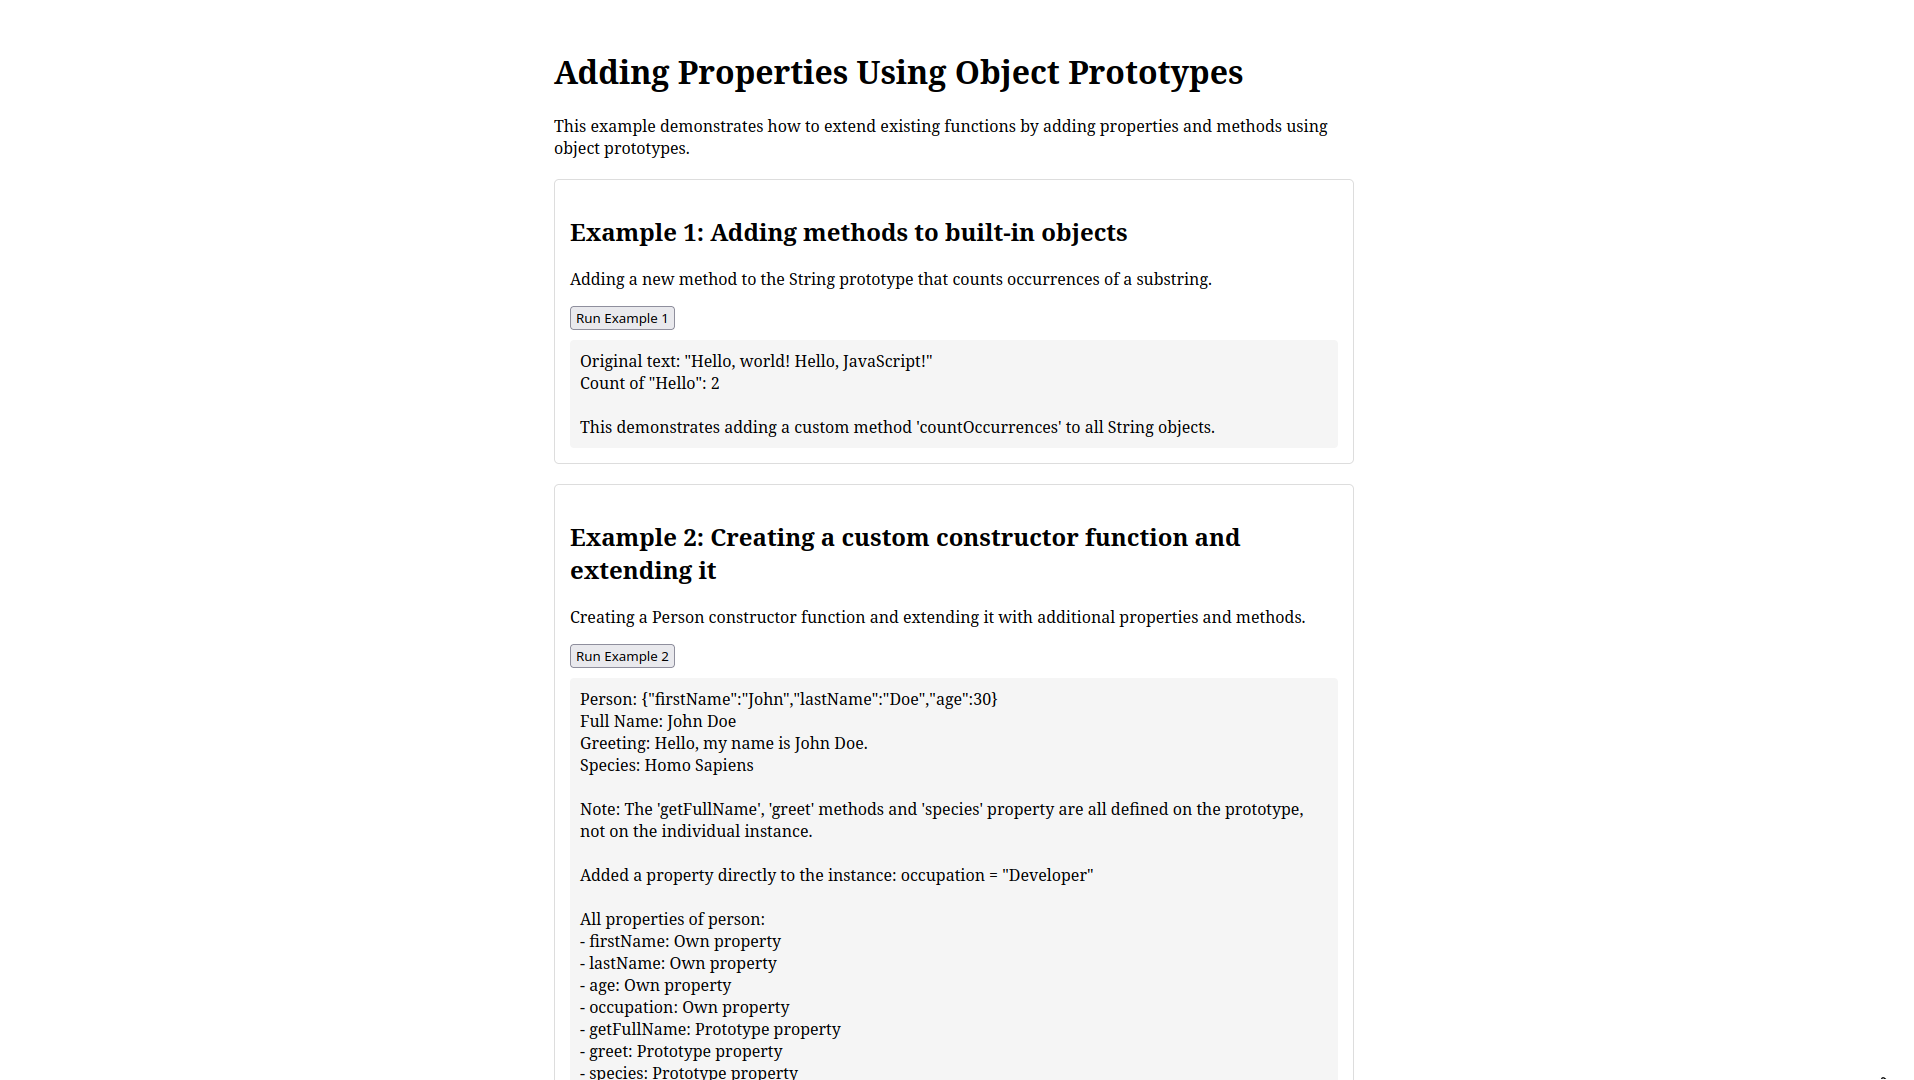 Adding Properties Using Object Prototypes
This example demonstrates how to extend existing functions by adding properties and methods using
object prototypes.
Example 1: Adding methods to built-in objects
Adding a new method to the String prototype that counts occurrences of a substring.
Run Example 1
Original text: "Hello, world! Hello, JavaScript!"
Count of "Hello": 2
This demonstrates adding a custom method 'countOccurrences' to all String objects.
Example 2: Creating a custom constructor function and
extending it
Creating a Person constructor function and extending it with additional properties and methods.
Run Example 2
Person: {"firstName":"John","lastName":"Doe","age":30}
Full Name: John Doe
Greeting: Hello, my name is John Doe.
Species: Homo Sapiens
Note: The 'getFullName', 'greet' methods and 'species' property are all defined on the prototype,
not on the individual instance.
Added a property directly to the instance: occupation = "Developer"
All properties of person:
- firstName: Own property
- lastName: Own property
- age: Own property
- occupation: Own property
- getFullName: Prototype property
- greet: Prototype property
- species: Prototype property